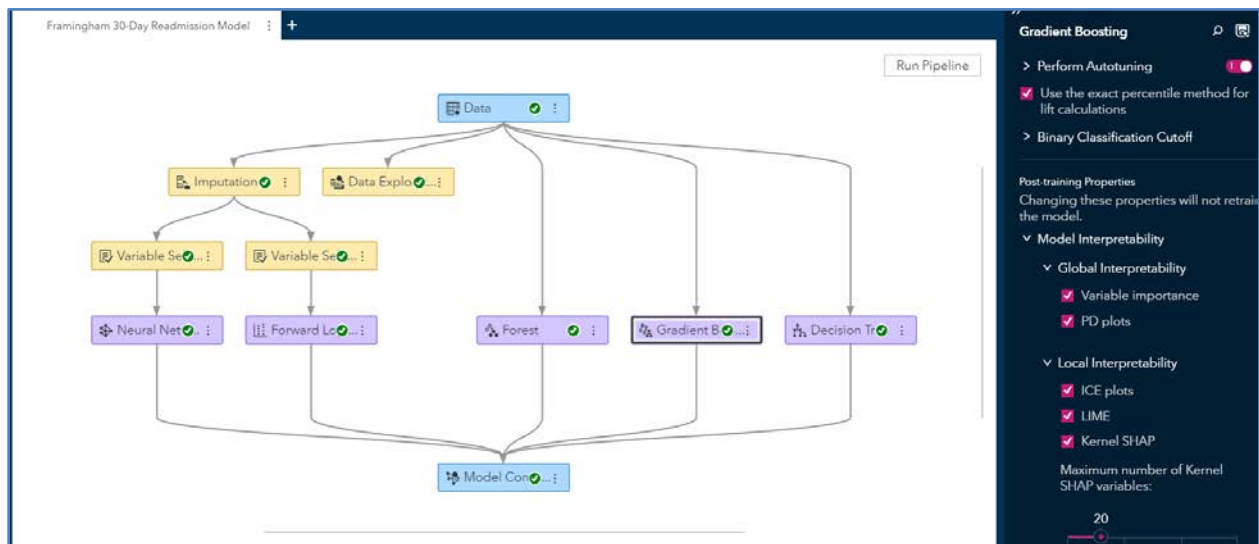 Framingham 30-Day Readmission Model
+
Run Pipeline
Data
Imputation
Data Explo...
Variable Se...
Variable Se...
Neural Net...
Forward Lo...
Forest
Gradient B...
Decision Tr...
Model Com...
Gradient Boosting
Perform Autotuning
Use the exact percentile method for
lift calculations
Binary Classification Cutoff
Post-training Properties
Changing these properties will not retrain
the model.
Model Interpretability
Global Interpretability
Variable importance
PD plots
Local Interpretability
ICE plots
LIME
Kernel SHAP
Maximum number of Kernel
SHAP variables:
20